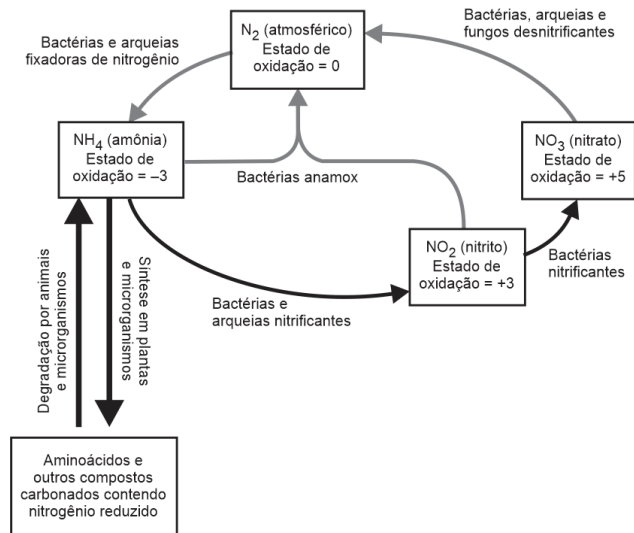 N₂ (atmosférico)
Estado de
oxidação = 0
Bactérias, arqueias e
fungos desnitrificantes
Bactérias e arqueias
fixadoras de nitrogênio
NH₄ (amônia)
Estado de
oxidação = –3
Bactérias anamox
NO₃ (nitrato)
Estado de
oxidação = +5
NO₂ (nitrito)
Estado de
oxidação = +3
Bactérias
nitrificantes
Bactérias e
arqueias nitrificantes
Degradação por animais
e microrganismos
Síntese em plantas
e microrganismos
Aminoácidos e
outros compostos
carbonados contendo
nitrogênio reduzido